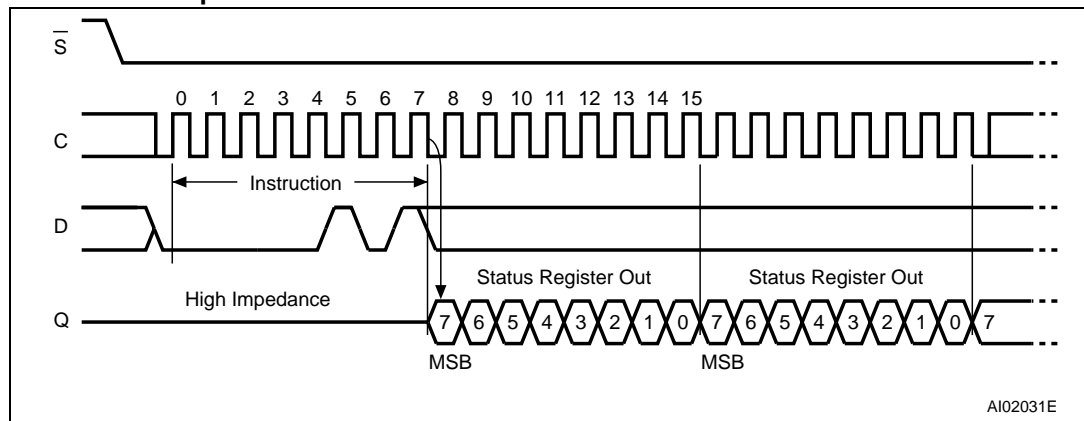 S
0 1 2 3 4 5 6 7 8 9 10 11 12 13 14 15
C
Instruction
D
Status Register Out Status Register Out
High Impedance
Q
7 6 5 4 3 2 1 0 7 6 5 4 3 2 1 0 7
MSB MSB
AI02031E